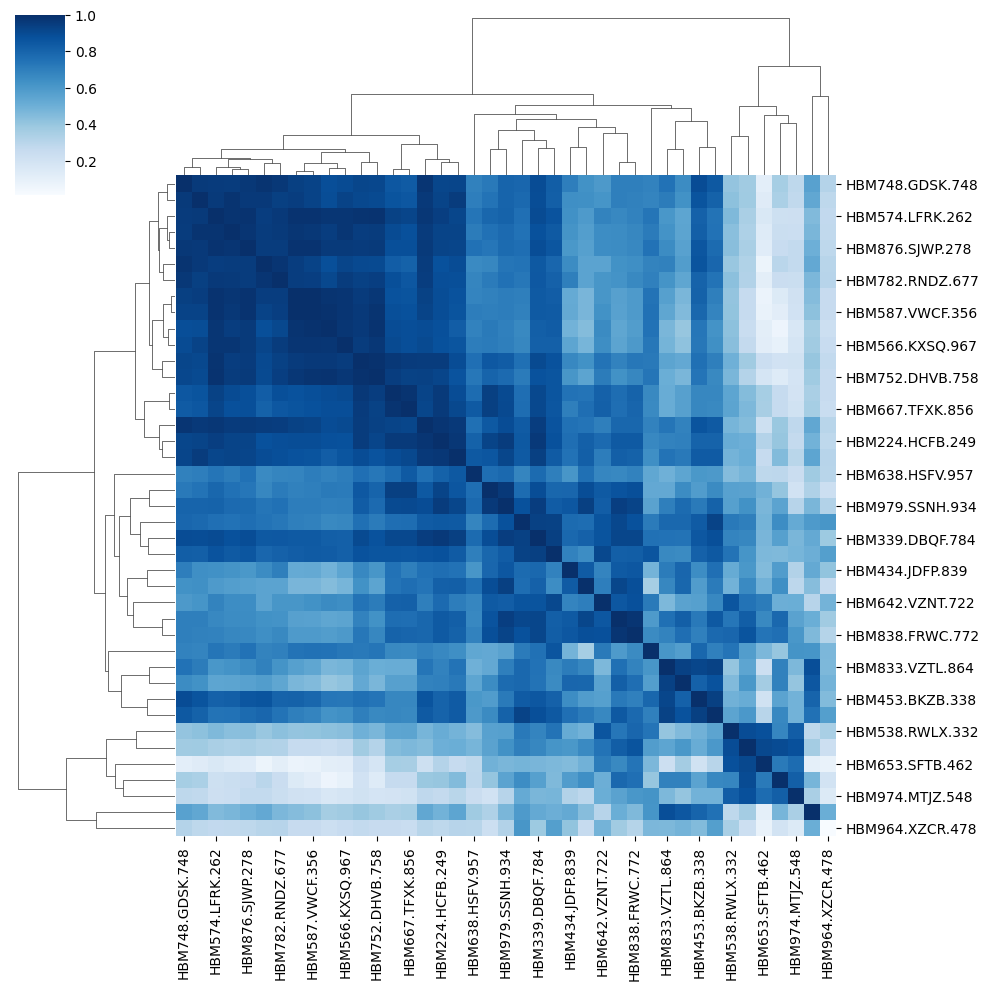 1.0
0.8
0.6
0.4
0.2
HBM748.GDSK.748
HBM574.LFRK.262
HBM876.SJWP.278
HBM782.RNDZ.677
HBM587.VWCF.356
HBM566.KXSQ.967
HBM752.DHVB.758
HBM667.TFXK.856
HBM224.HCFB.249
HBM638.HSFV.957
HBM979.SSNH.934
HBM339.DBQF.784
HBM434.JDFP.839
HBM642.VZNT.722
HBM838.FRWC.772
HBM833.VZTL.864
HBM453.BKZB.338
HBM538.RWLX.332
HBM653.SFTB.462
HBM974.MTJZ.548
HBM964.XZCR.478
HBM748.GDSK.748
HBM574.LFRK.262
HBM876.SJWP.278
HBM782.RNDZ.677
HBM587.VWCF.356
HBM566.KXSQ.967
HBM752.DHVB.758
HBM667.TFXK.856
HBM224.HCFB.249
HBM638.HSFV.957
HBM979.SSNH.934
HBM339.DBQF.784
HBM434.JDFP.839
HBM642.VZNT.722
HBM838.FRWC.772
HBM833.VZTL.864
HBM453.BKZB.338
HBM538.RWLX.332
HBM653.SFTB.462
HBM974.MTJZ.548
HBM964.XZCR.478